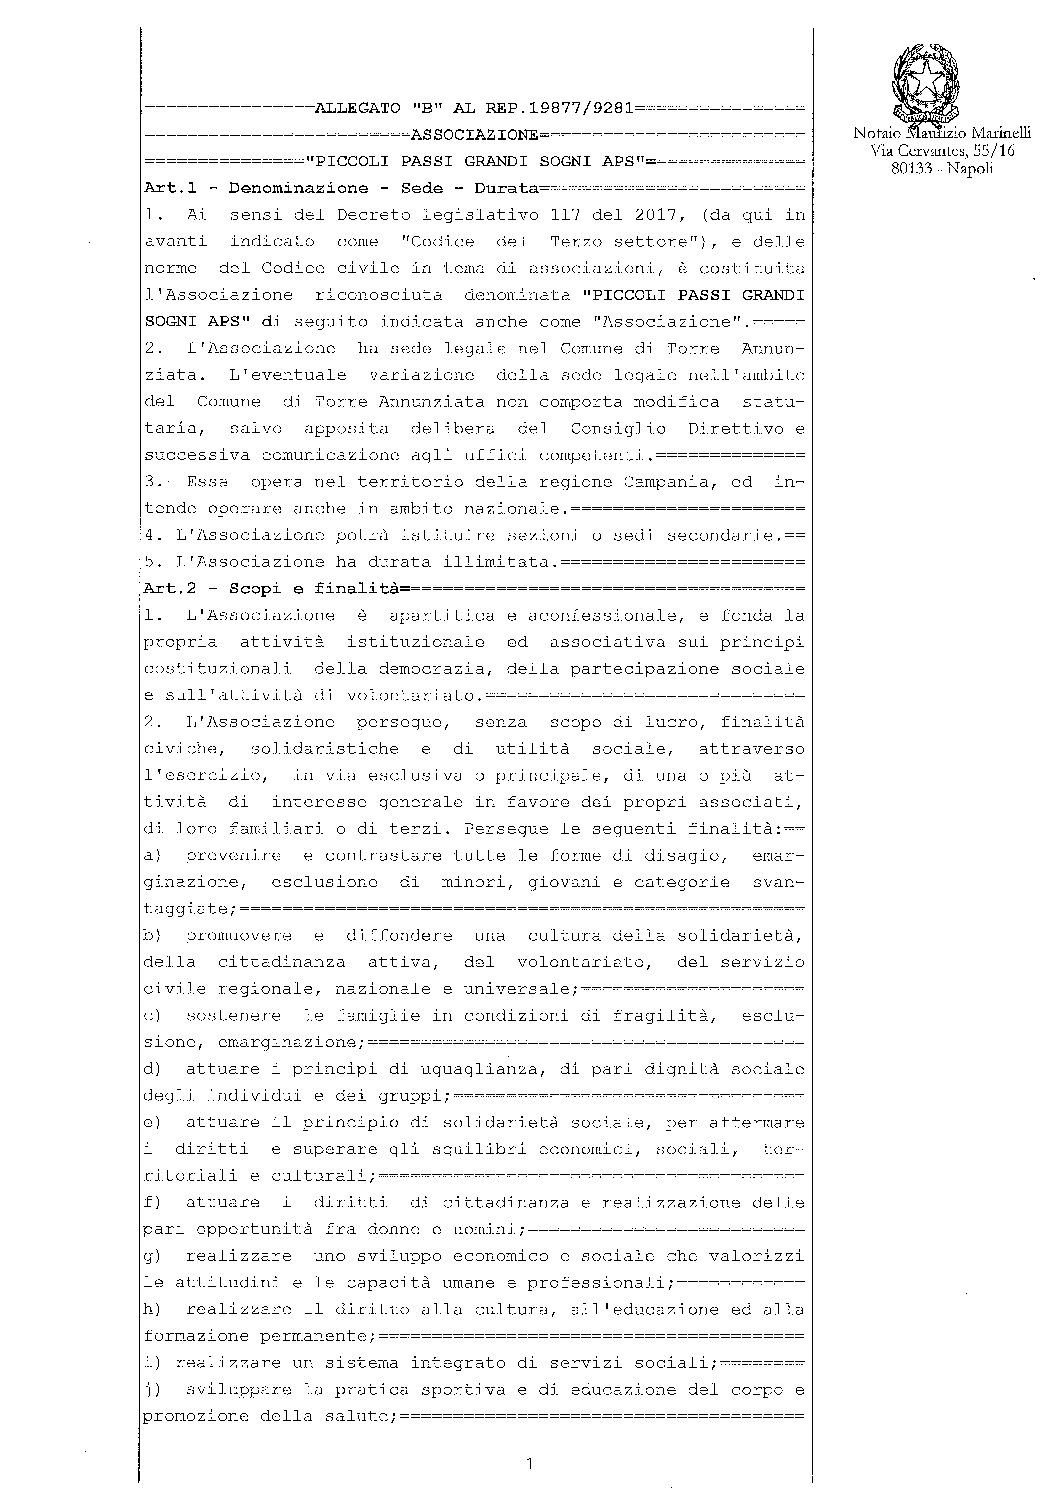 ================ALLEGATO "B" AL REP.19877/9281================
=========================ASSOCIAZIONE=========================
==============="PICCOLI PASSI GRANDI SOGNI APS"===============
Art.1 - Denominazione - Sede - Durata=========================
1. Ai sensi del Decreto legislativo 117 del 2017, (da qui in
avanti indicato come "Codice del Terzo settore"), e delle
norme del Codice civile in tema di associazioni, è costituita
l'Associazione riconosciuta denominata "PICCOLI PASSI GRANDI
SOGNI APS" di seguito indicata anche come "Associazione".=====
2. L'Associazione ha sede legale nel Comune di Torre Annun-
ziata. L'eventuale variazione della sede legale nell'ambito
del Comune di Torre Annunziata non comporta modifica statu-
taria, salvo apposita delibera del Consiglio Direttivo e
successiva comunicazione agli uffici competenti.==============
3. Essa opera nel territorio della regione Campania, ed in-
tende operare anche in ambito nazionale.======================
4. L'Associazione potrà istituire sezioni o sedi secondarie.==
5. L'Associazione ha durata illimitata.=======================
Art.2 - Scopi e finalità=====================================
1. L'Associazione è apartitica e aconfessionale, e fonda la
propria attività istituzionale ed associativa sui principi
costituzionali della democrazia, della partecipazione sociale
e sull'attività di volontariato.==============================
2. L'Associazione persegue, senza scopo di lucro, finalità
civiche, solidaristiche e di utilità sociale, attraverso
l'esercizio, in via esclusiva o principale, di una o più at-
tività di interesse generale in favore dei propri associati,
di loro familiari o di terzi. Persegue le seguenti finalità:==
a) prevenire e contrastare tutte le forme di disagio, emar-
ginazione, esclusione di minori, giovani e categorie svan-
taggiate;=====================================================
b) promuovere e diffondere una cultura della solidarietà,
della cittadinanza attiva, del volontariato, del servizio
civile regionale, nazionale e universale;=====================
c) sostenere le famiglie in condizioni di fragilità, esclu-
sione, emarginazione;=========================================
d) attuare i principi di uguaglianza, di pari dignità sociale
degli individui e dei gruppi;=================================
e) attuare il principio di solidarietà sociale, per affermare
i diritti e superare gli squilibri economici, sociali, ter-
ritoriali e culturali;========================================
f) attuare i diritti di cittadinanza e realizzazione delle
pari opportunità fra donne e uomini;==========================
g) realizzare uno sviluppo economico e sociale che valorizzi
le attitudini e le capacità umane e professionali;============
h) realizzare il diritto alla cultura, all'educazione ed alla
formazione permanente;========================================
i) realizzare un sistema integrato di servizi sociali;========
j) sviluppare la pratica sportiva e di educazione del corpo e
promozione della salute;======================================
1
Notaio Maurizio Marinelli
Via Cervantes, 55/16
80133 - Napoli